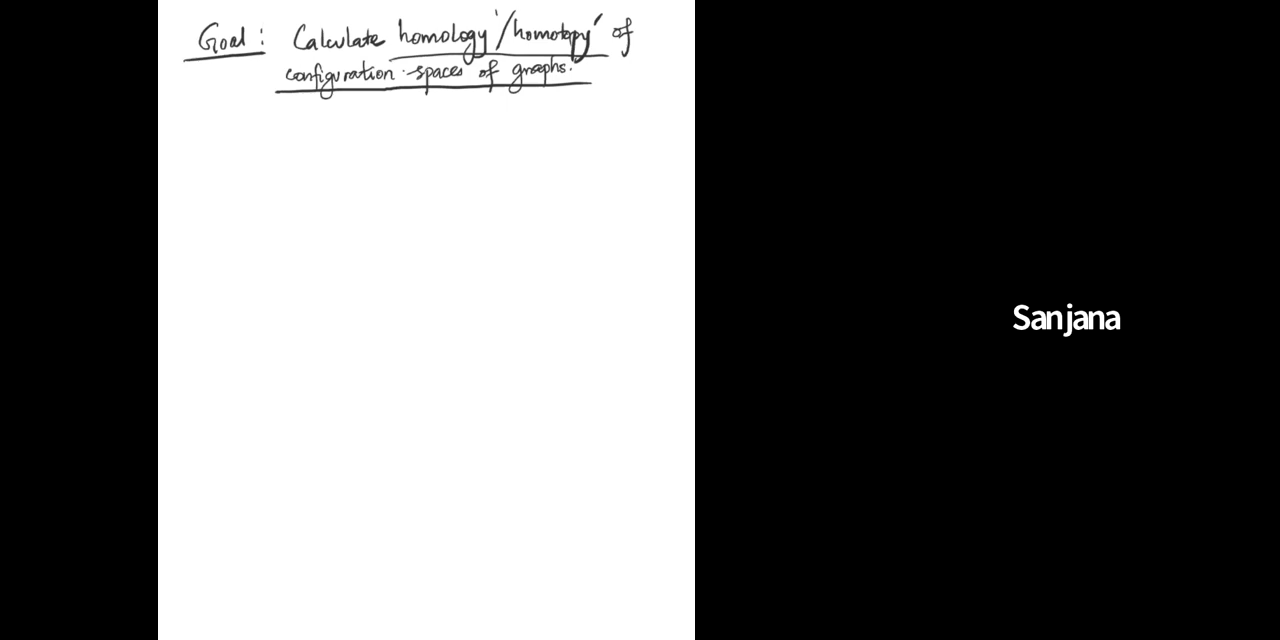 Goal: Calculate homology/'homotopy' of
configuration spaces of graphs.
Sanjana